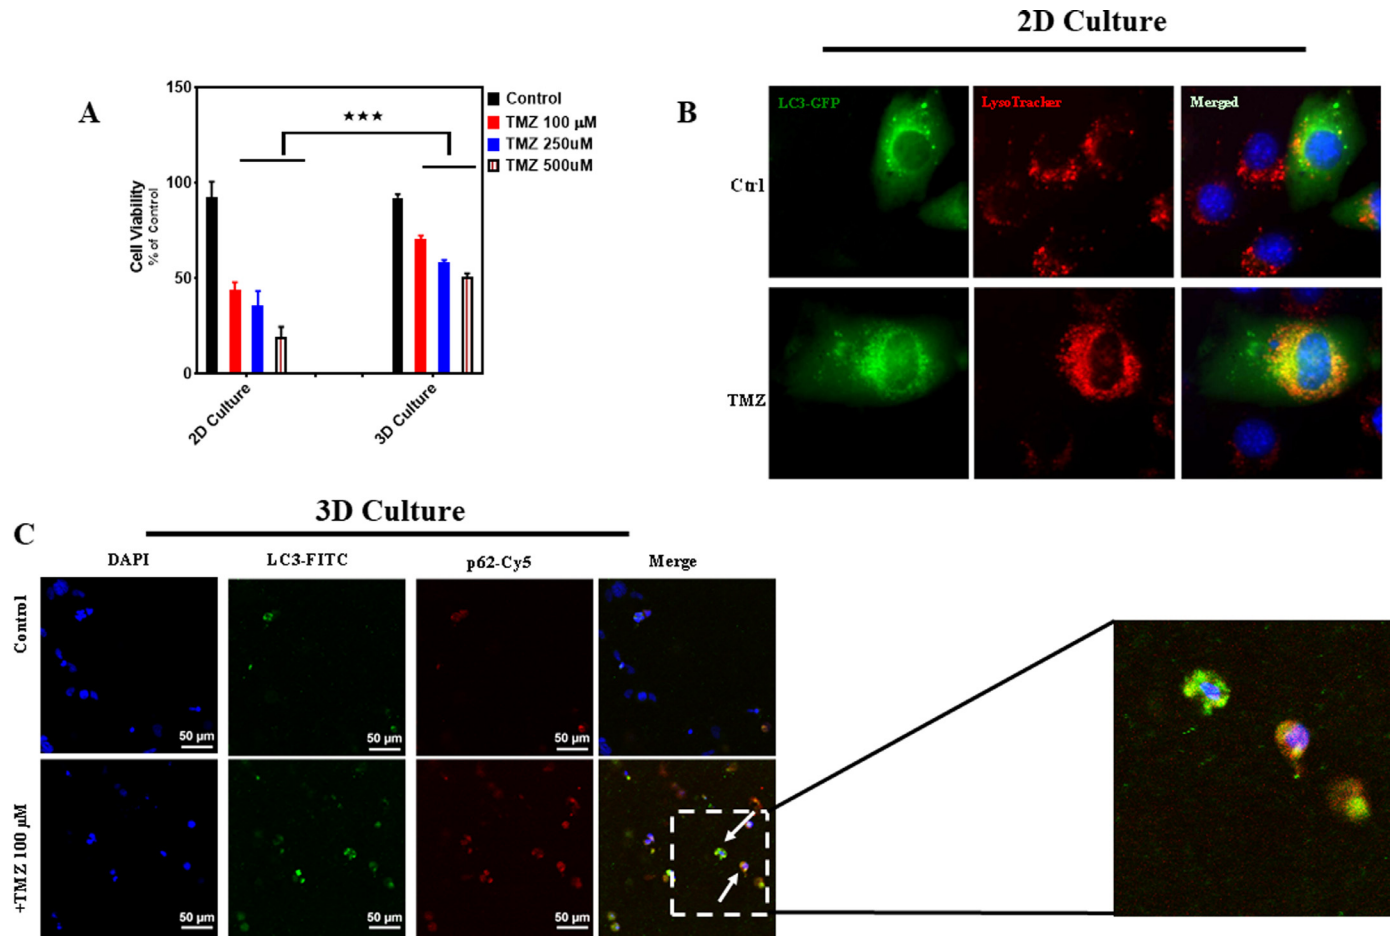 2D Culture
A
150
100
50
0
Cell Viability
% of Control
★★★
Control
TMZ 100 µM
TMZ 250uM
TMZ 500uM
2D Culture
3D Culture
B
LC3-GFP
LysoTracker
Merged
Ctrl
TMZ
3D Culture
C
DAPI
LC3-FITC
p62-Cy5
Merge
Control
50 µm
50 µm
50 µm
50 µm
+TMZ 100 µM
50 µm
50 µm
50 µm
50 µm